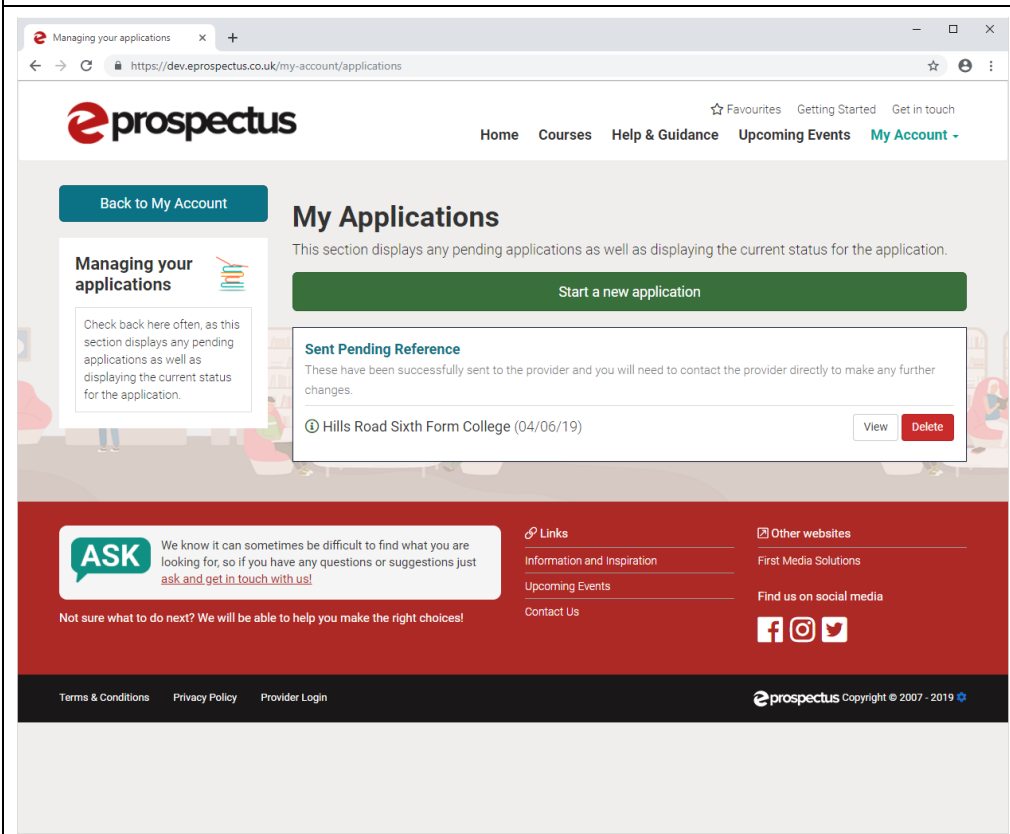 Managing your applications
https://dev.eprospectus.co.uk/my-account/applications
eprospectus
Favourites Getting Started Get in touch
Home Courses Help & Guidance Upcoming Events My Account
Back to My Account
Managing your
applications
Check back here often, as this
section displays any pending
applications as well as
displaying the current status
for the application.
My Applications
This section displays any pending applications as well as displaying the current status for the application.
Start a new application
Sent Pending Reference
These have been successfully sent to the provider and you will need to contact the provider directly to make any further
changes.
Hills Road Sixth Form College (04/06/19) View Delete
ASK
We know it can sometimes be difficult to find what you are
looking for, so if you have any questions or suggestions just
ask and get in touch with us!
Not sure what to do next? We will be able to help you make the right choices!
Links
Information and Inspiration
Upcoming Events
Contact Us
Other websites
First Media Solutions
Find us on social media
Terms & Conditions Privacy Policy Provider Login
eprospectus Copyright © 2007 - 2019